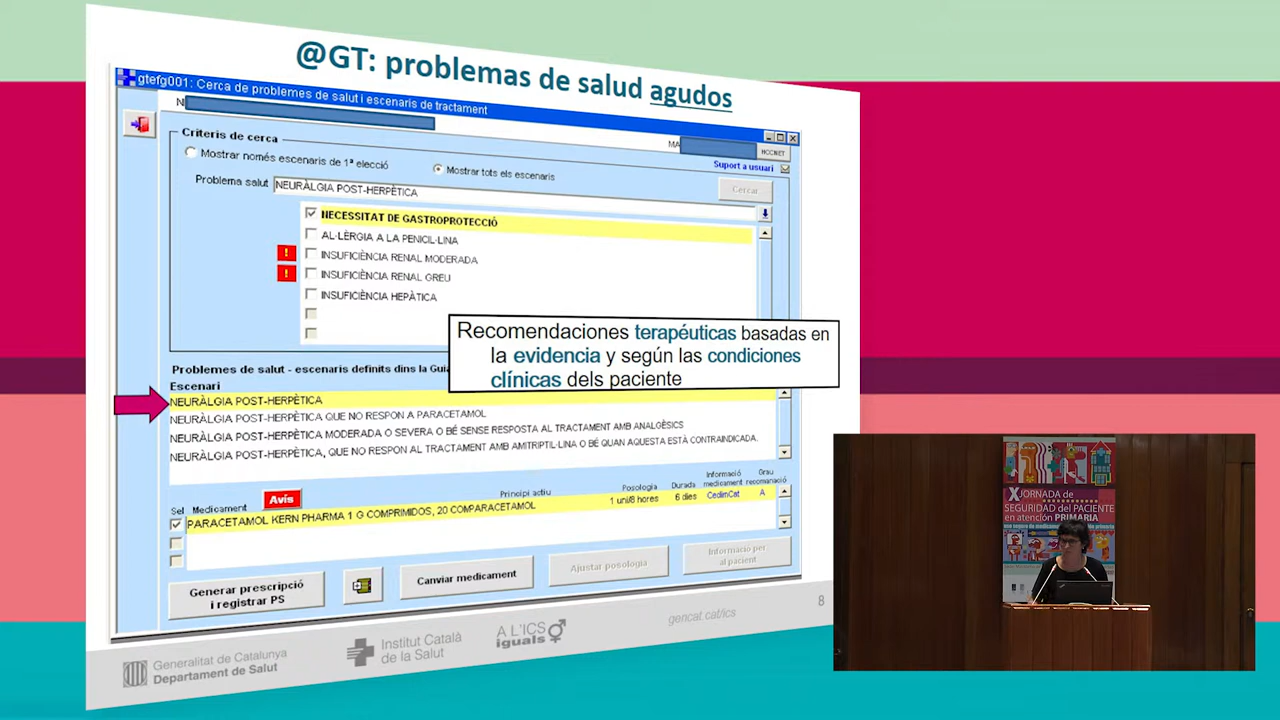 @GT: problemas de salud agudos
gtefg001: Cerca de problemes de salut i escenaris de tractament
N
MA
HCCNET
Criteris de cerca
Suport a usuari
Mostrar només escenaris de 1ª elecció
Mostrar tots els escenaris
Problema salut
NEURÀLGIA POST-HERPÈTICA
Cercar
NECESSITAT DE GASTROPROTECCIÓ
AL·LÈRGIA A LA PENICIL·LINA
! INSUFICIÈNCIA RENAL MODERADA
! INSUFICIÈNCIA RENAL GREU
INSUFICIÈNCIA HEPÀTICA
Recomendaciones terapéuticas basadas en
la evidencia y según las condiciones
clínicas dels paciente
Problemes de salut - escenaris definits dins la Guia
Escenari
NEURÀLGIA POST-HERPÈTICA
NEURÀLGIA POST-HERPÈTICA QUE NO RESPON A PARACETAMOL
NEURÀLGIA POST-HERPÈTICA MODERADA O SEVERA O BÉ SENSE RESPOSTA AL TRACTAMENT AMB ANALGÈSICS
NEURÀLGIA POST-HERPÈTICA, QUE NO RESPON AL TRACTAMENT AMB AMITRIPTIL·LINA O BÉ QUAN AQUESTA ESTÀ CONTRAINDICADA.
Sel Medicament Avís Principi actiu Posologia Durada Informació medicament Grau recomanació
PARACETAMOL KERN PHARMA 1 G COMPRIMIDOS, 20 COMPARACETAMOL 1 uni/8 hores 6 dies CedimCat A
Generar prescripció
i registrar PS
Canviar medicament
Ajustar posologia
Informació per
al pacient
8
Generalitat de Catalunya
Departament de Salut
Institut Català
de la Salut
A L'ICS
iguals
gencat.cat/ics
X JORNADA de
SEGURIDAD del PACIENTE
en atención PRIMARIA